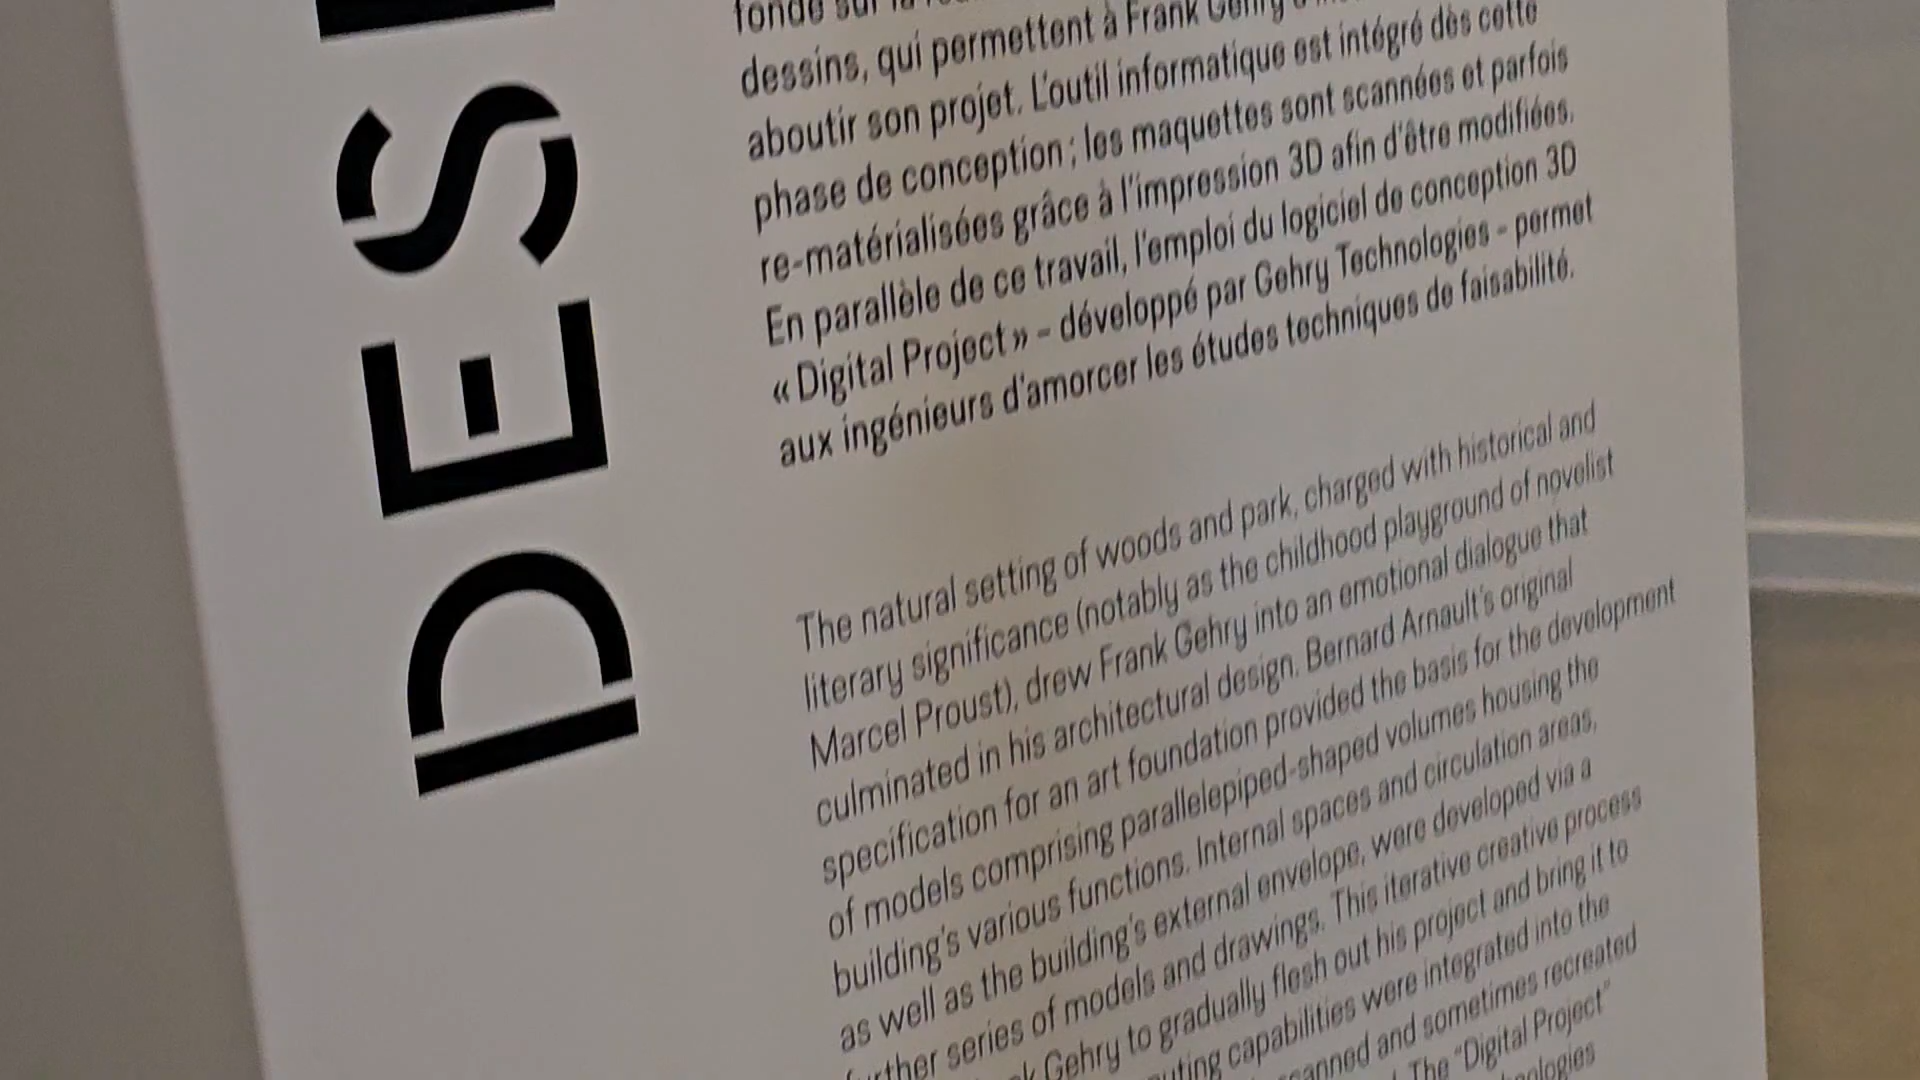 DES
dessins, qui permettent à Frank Gehry
aboutir son projet. L'outil informatique est intégré dès cette
phase de conception ; les maquettes sont scannées et parfois
re-matérialisées grâce à l'impression 3D afin d'être modifiées.
En parallèle de ce travail, l'emploi du logiciel de conception 3D
« Digital Project » – développé par Gehry Technologies - permet
aux ingénieurs d'amorcer les études techniques de faisabilité.
The natural setting of woods and park, charged with historical and
literary significance (notably as the childhood playground of novelist
Marcel Proust), drew Frank Gehry into an emotional dialogue that
culminated in his architectural design. Bernard Arnault's original
specification for an art foundation provided the basis for the development
of models comprising parallelepiped-shaped volumes housing the
building's various functions. Internal spaces and circulation areas,
as well as the building's external envelope, were developed via a
further series of models and drawings. This iterative creative process
Gehry to gradually flesh out his project and bring it to
capabilities were integrated into the
and sometimes recreated
The "Digital Project"